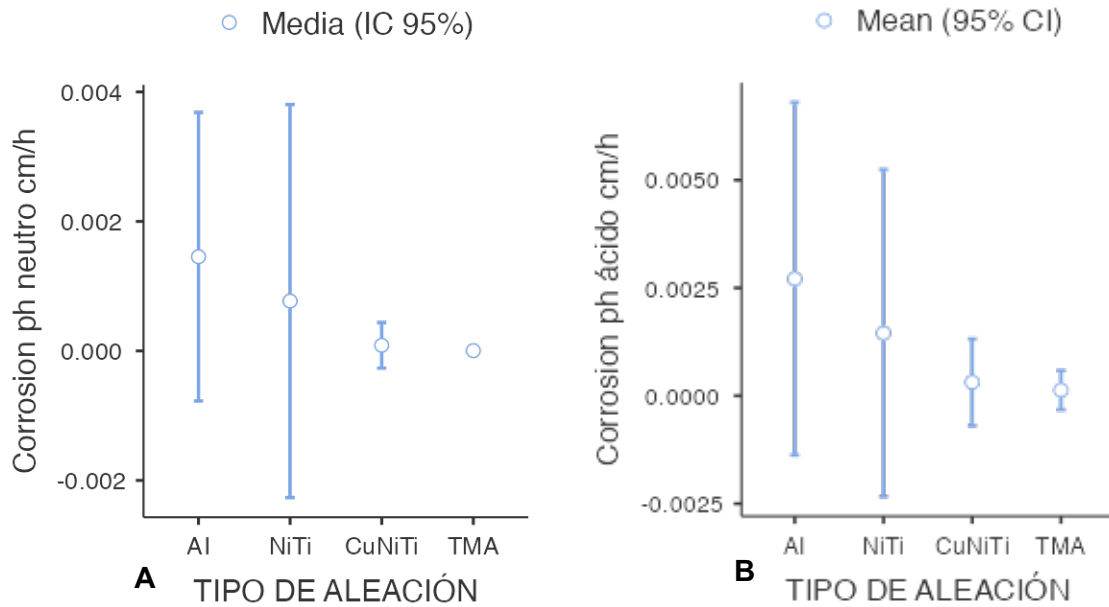 Media (IC 95%)
Corrosion ph neutro cm/h
0.004
0.002
0.000
-0.002
AI NiTi CuNiTi TMA
A
TIPO DE ALEACIÓN
Mean (95% CI)
Corrosion ph ácido cm/h
0.0050
0.0025
0.0000
-0.0025
AI NiTi CuNiTi TMA
B
TIPO DE ALEACIÓN